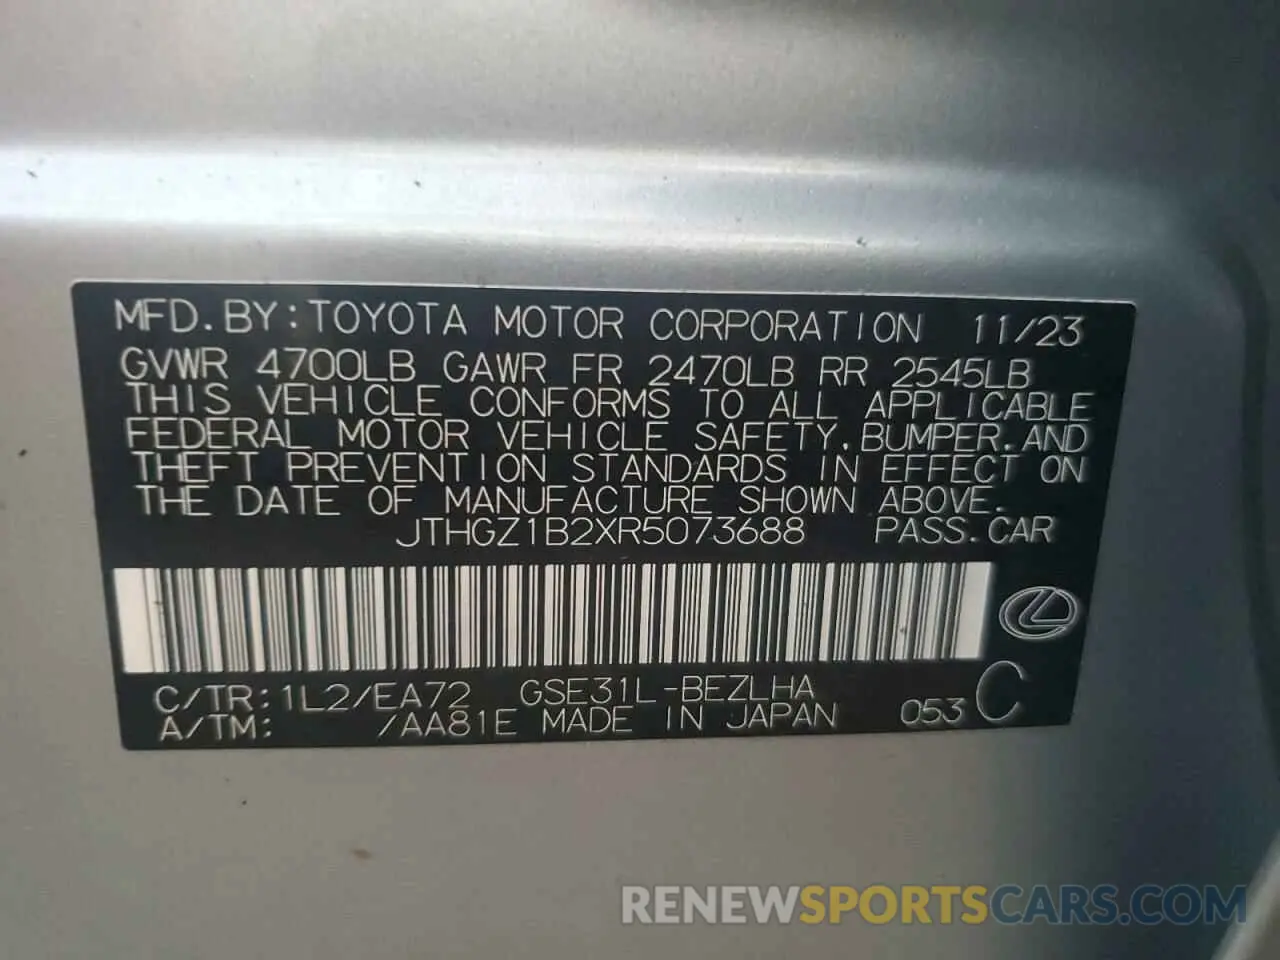 MFD. BY: TOYOTA MOTOR CORPORATION 11/23
GVWR 4700LB GAWR FR 2470LB RR 2545LB
THIS VEHICLE CONFORMS TO ALL APPLICABLE
FEDERAL MOTOR VEHICLE SAFETY, BUMPER, AND
THEFT PREVENTION STANDARDS IN EFFECT ON
THE DATE OF MANUFACTURE SHOWN ABOVE.
JTHGZ1B2XR5073688 PASS. CAR
C/TR: 1L2/EA72 GSE31L-BEZLHA
A/TM: /AA81E MADE IN JAPAN 053 C
RENEWSPORTSCARS.COM